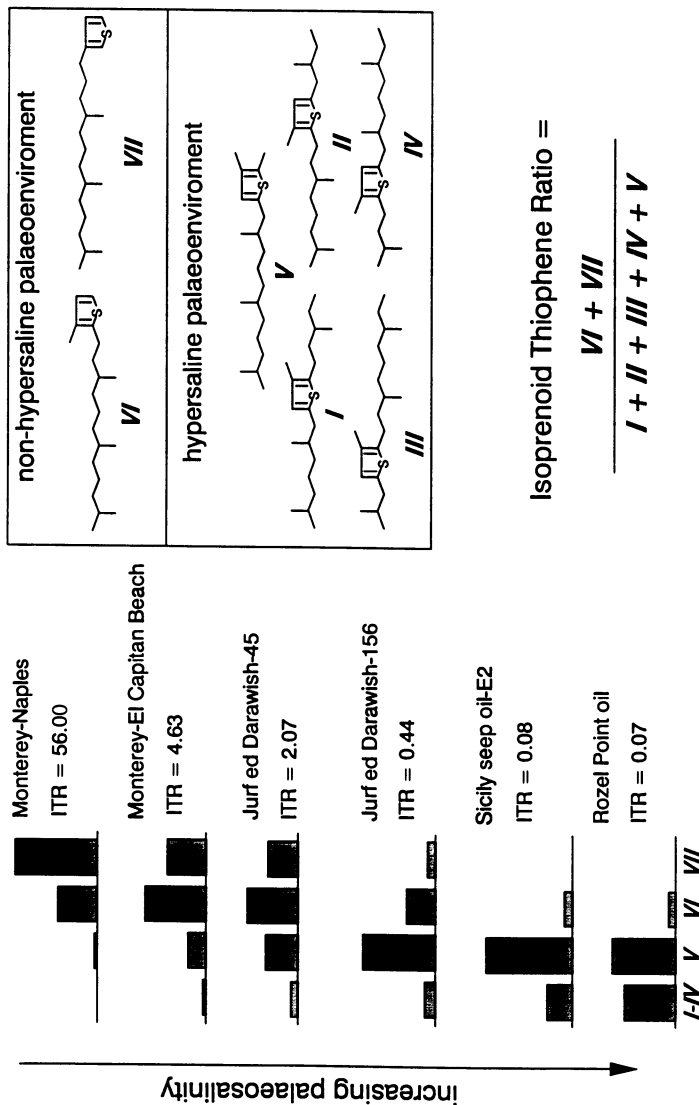 increasing palaeosalinity
Monterey-Naples
ITR = 56.00
Monterey-El Capitan Beach
ITR = 4.63
Jurf ed Darawish-45
ITR = 2.07
Jurf ed Darawish-156
ITR = 0.44
Sicily seep oil-E2
ITR = 0.08
Rozel Point oil
ITR = 0.07
I-IV V VI VII
non-hypersaline palaeoenviroment
S S
VI VII
hypersaline palaeoenviroment
S S S
I V II
S S
III IV
Isoprenoid Thiophene Ratio =
VI + VII
I + II + III + IV + V